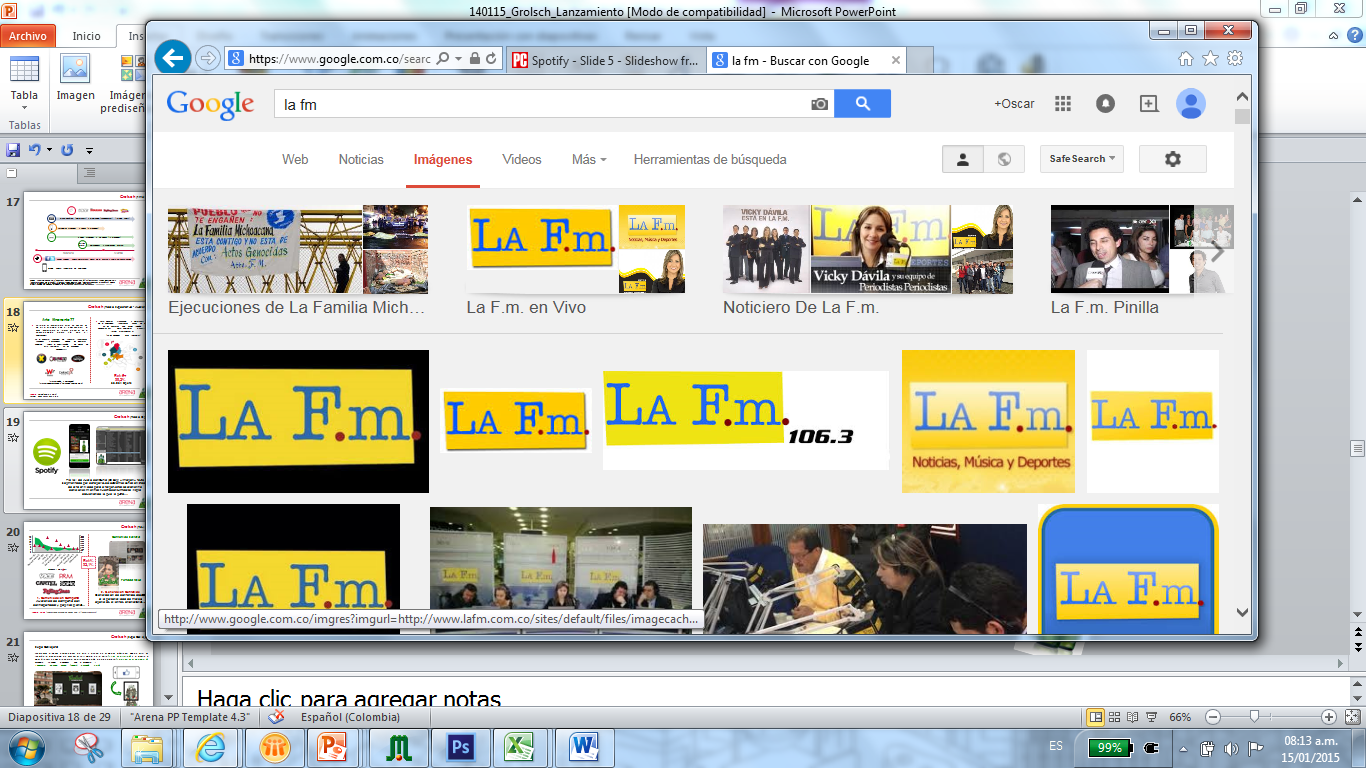 140115_Grolsch_Lanzamiento [Modo de compatibilidad] - Microsoft PowerPoint
Archivo
Inicio
Tabla
Imagen
Tablas
https://www.google.com.co/searc
Spotify - Slide 5 - Slideshow fr...
la fm - Buscar con Google
Google
la fm
+Oscar
Web
Noticias
Imágenes
Videos
Más
Herramientas de búsqueda
SafeSearch
PUEBLO
TE ENGAÑEN:
La Familia Michoacana
ESTA CONTIGO Y NO ESTA DE
Actos Genocidas
LA F.m.
LA F.m.
Noticias, Música y Deportes
VICKY DÁVILA
ESTÁ EN LA F.M.
Vicky Dávila y su equipo de
Periodistas Periodistas
Ejecuciones de La Familia Mich...
La F.m. en Vivo
Noticiero De La F.m.
La F.m. Pinilla
LA F.m.
LA F.m.
LA F.m.
106.3
LA F.m.
Noticias, Música y Deportes
LA F.m.
LA F.m.
La F.m.
La F.m.
La F.m.
LA F.m.
http://www.google.com.co/imgres?imgurl=http://www.lafm.com.co/sites/default/files/imagecach...
17
18
19
Spotify
20
21
Haga clic para agregar notas
Diapositiva 18 de 29
"Arena PP Template 4.3"
Español (Colombia)
66%
ES
99%
08:13 a.m.
15/01/2015